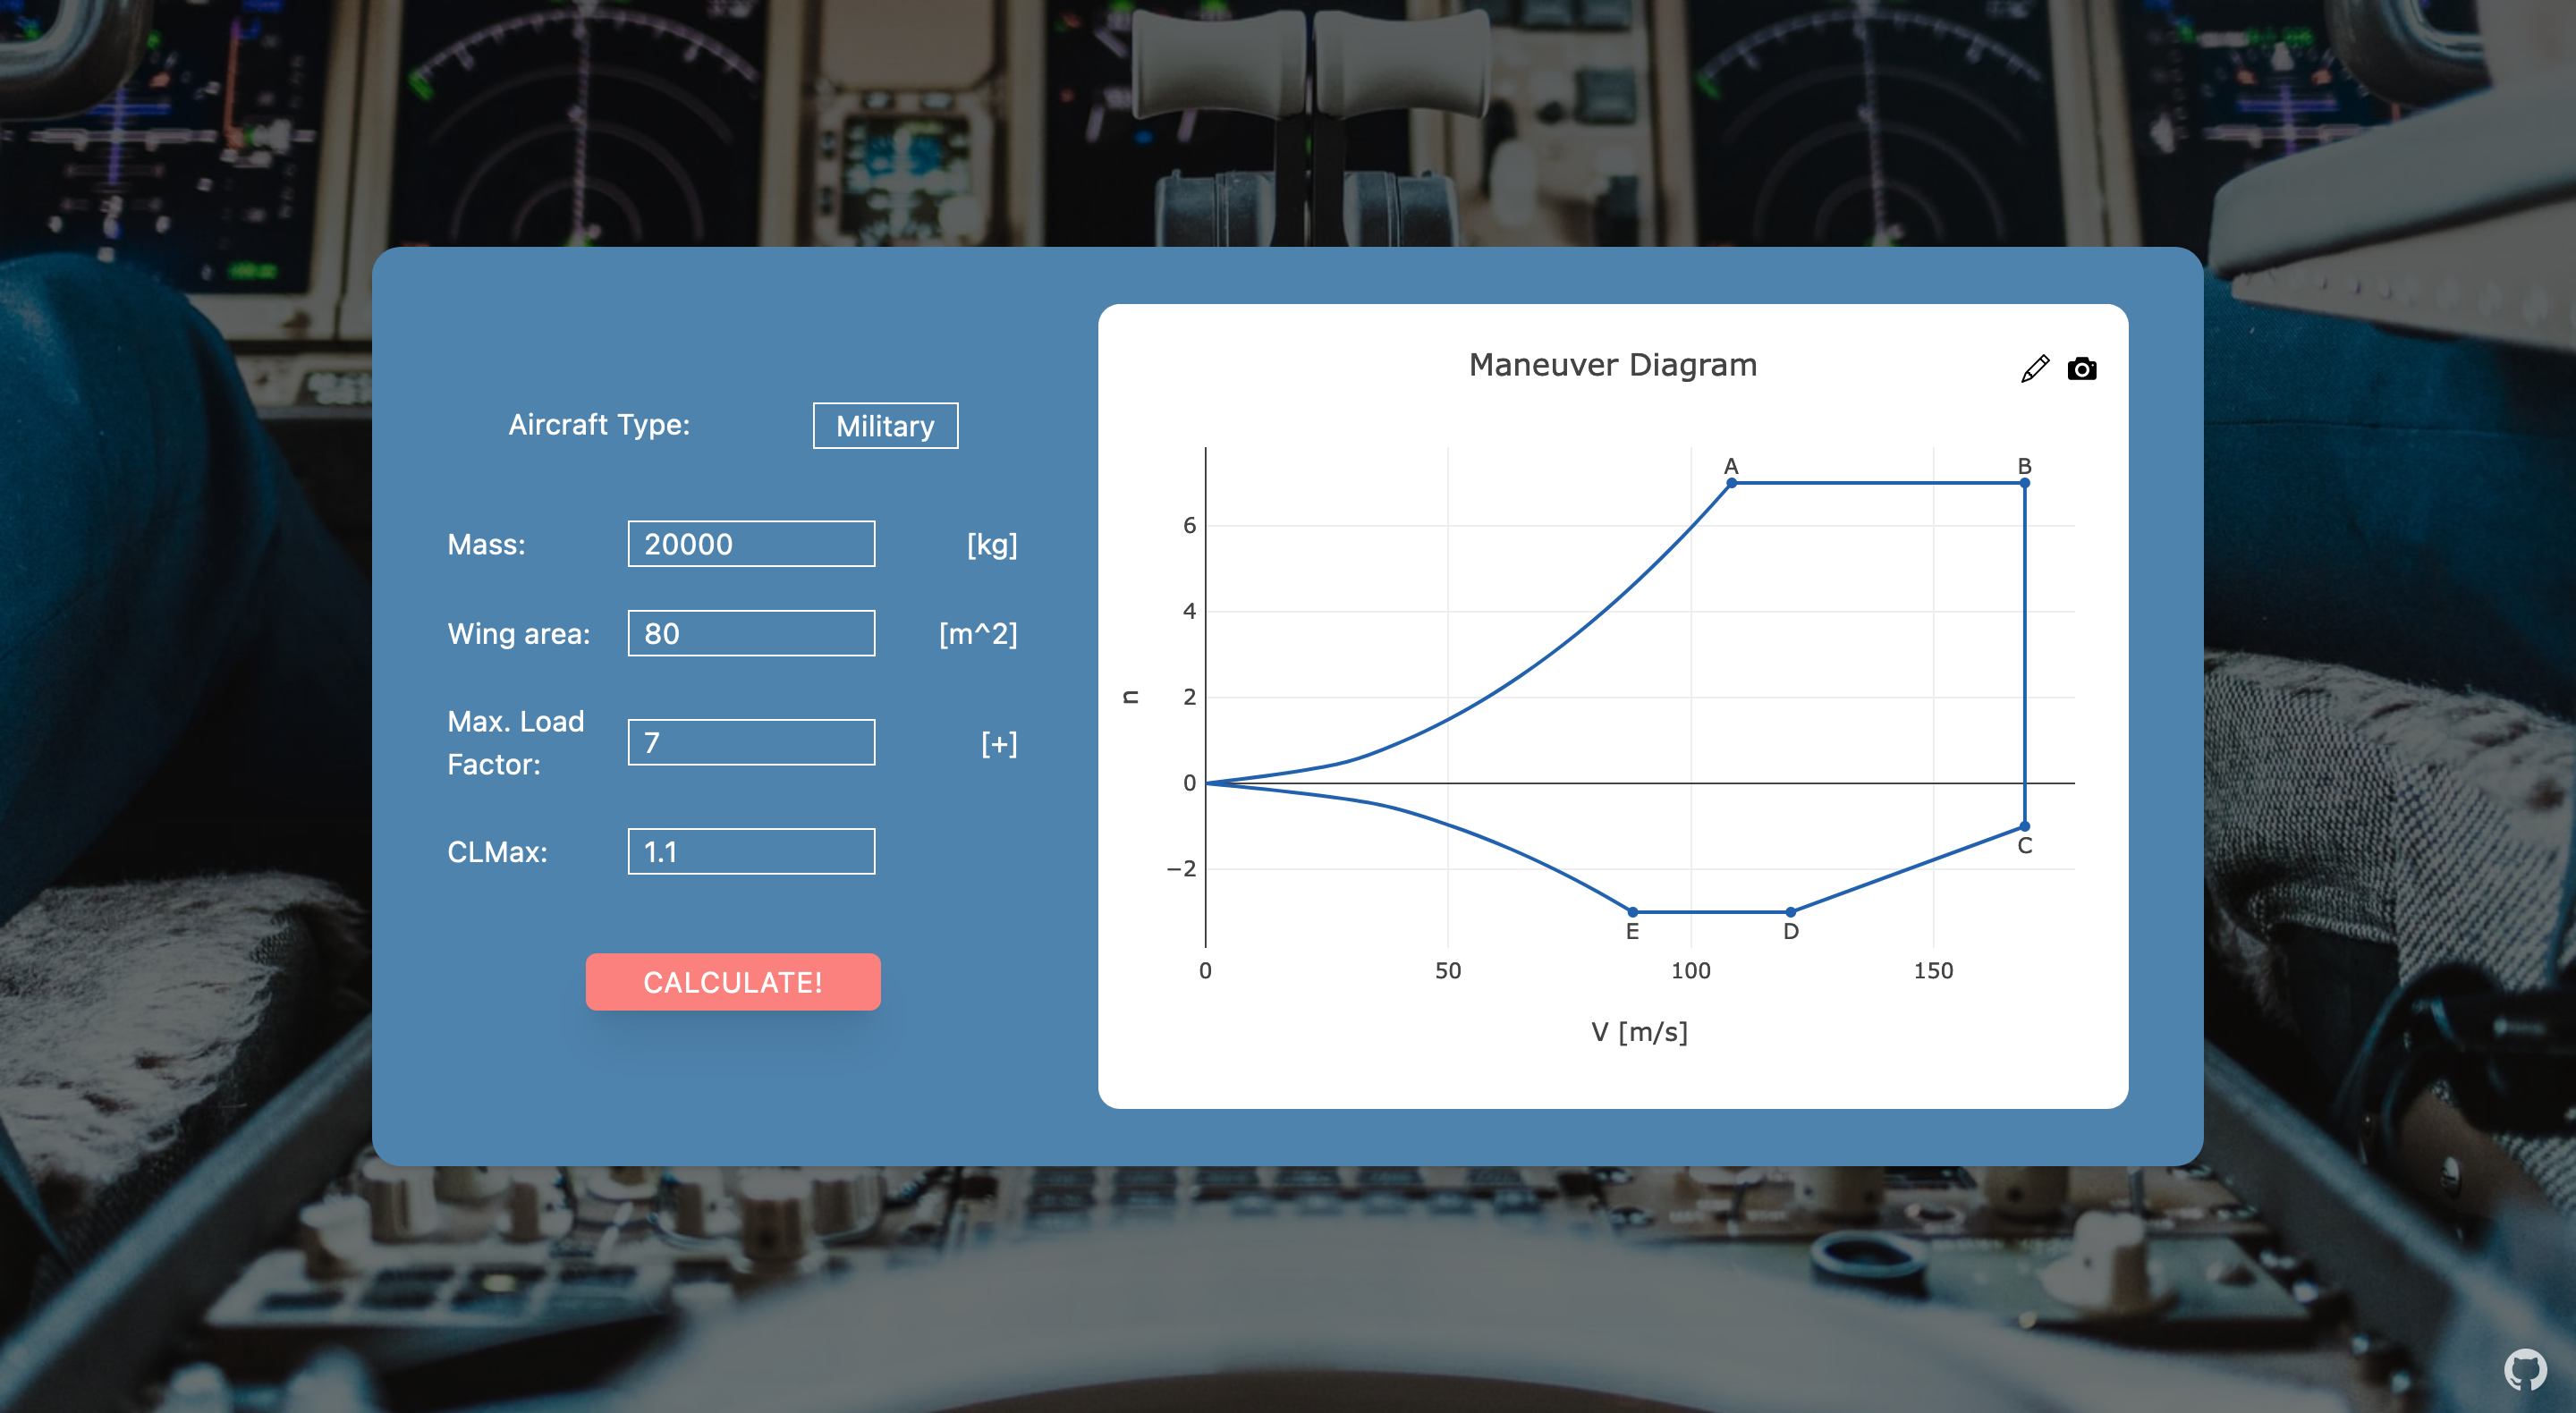 Aircraft Type: Military
Mass: 20000 [kg]
Wing area: 80 [m^2]
Max. Load
Factor: 7 [+]
CLMax: 1.1
CALCULATE!
Maneuver Diagram
A
B
6
4
n
2
0
−2
C
E
D
0 50 100 150
V [m/s]